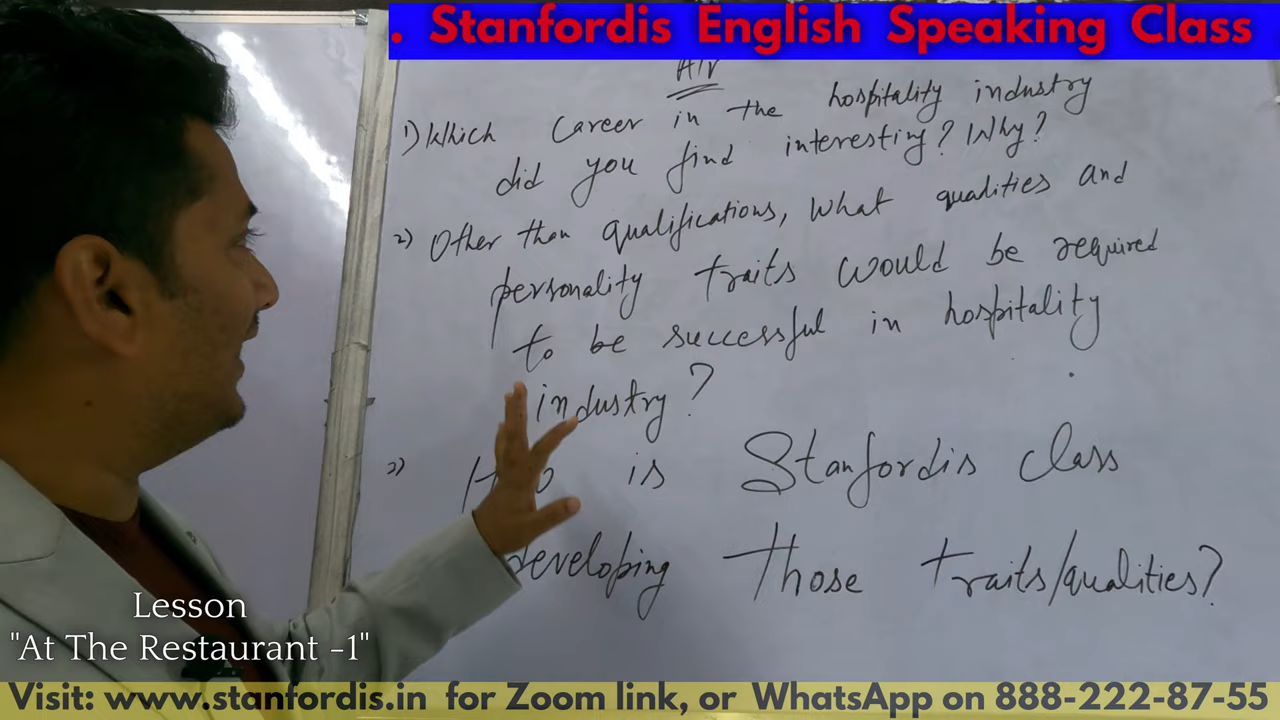 . Stanfordis English Speaking Class
1) Which career in the hospitality industry
did you find interesting? Why?
2) Other than qualifications, What qualities and
personality traits would be required
to be successful in hospitality
industry?
3) is Stanfordis class
developing those traits/qualities?
Lesson
"At The Restaurant -1"
Visit: www.stanfordis.in for Zoom link, or WhatsApp on 888-222-87-55